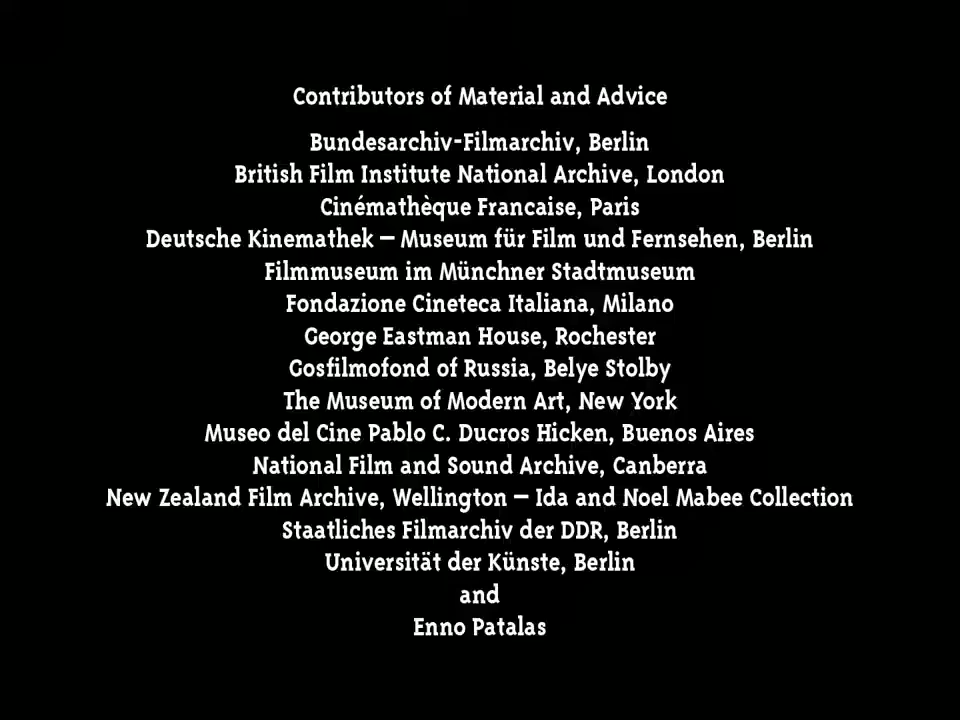 Contributors of Material and Advice
Bundesarchiv-Filmarchiv, Berlin
British Film Institute National Archive, London
Cinémathèque Francaise, Paris
Deutsche Kinemathek – Museum für Film und Fernsehen, Berlin
Filmmuseum im Münchner Stadtmuseum
Fondazione Cineteca Italiana, Milano
George Eastman House, Rochester
Gosfilmofond of Russia, Belye Stolby
The Museum of Modern Art, New York
Museo del Cine Pablo C. Ducros Hicken, Buenos Aires
National Film and Sound Archive, Canberra
New Zealand Film Archive, Wellington – Ida and Noel Mabee Collection
Staatliches Filmarchiv der DDR, Berlin
Universität der Künste, Berlin
and
Enno Patalas